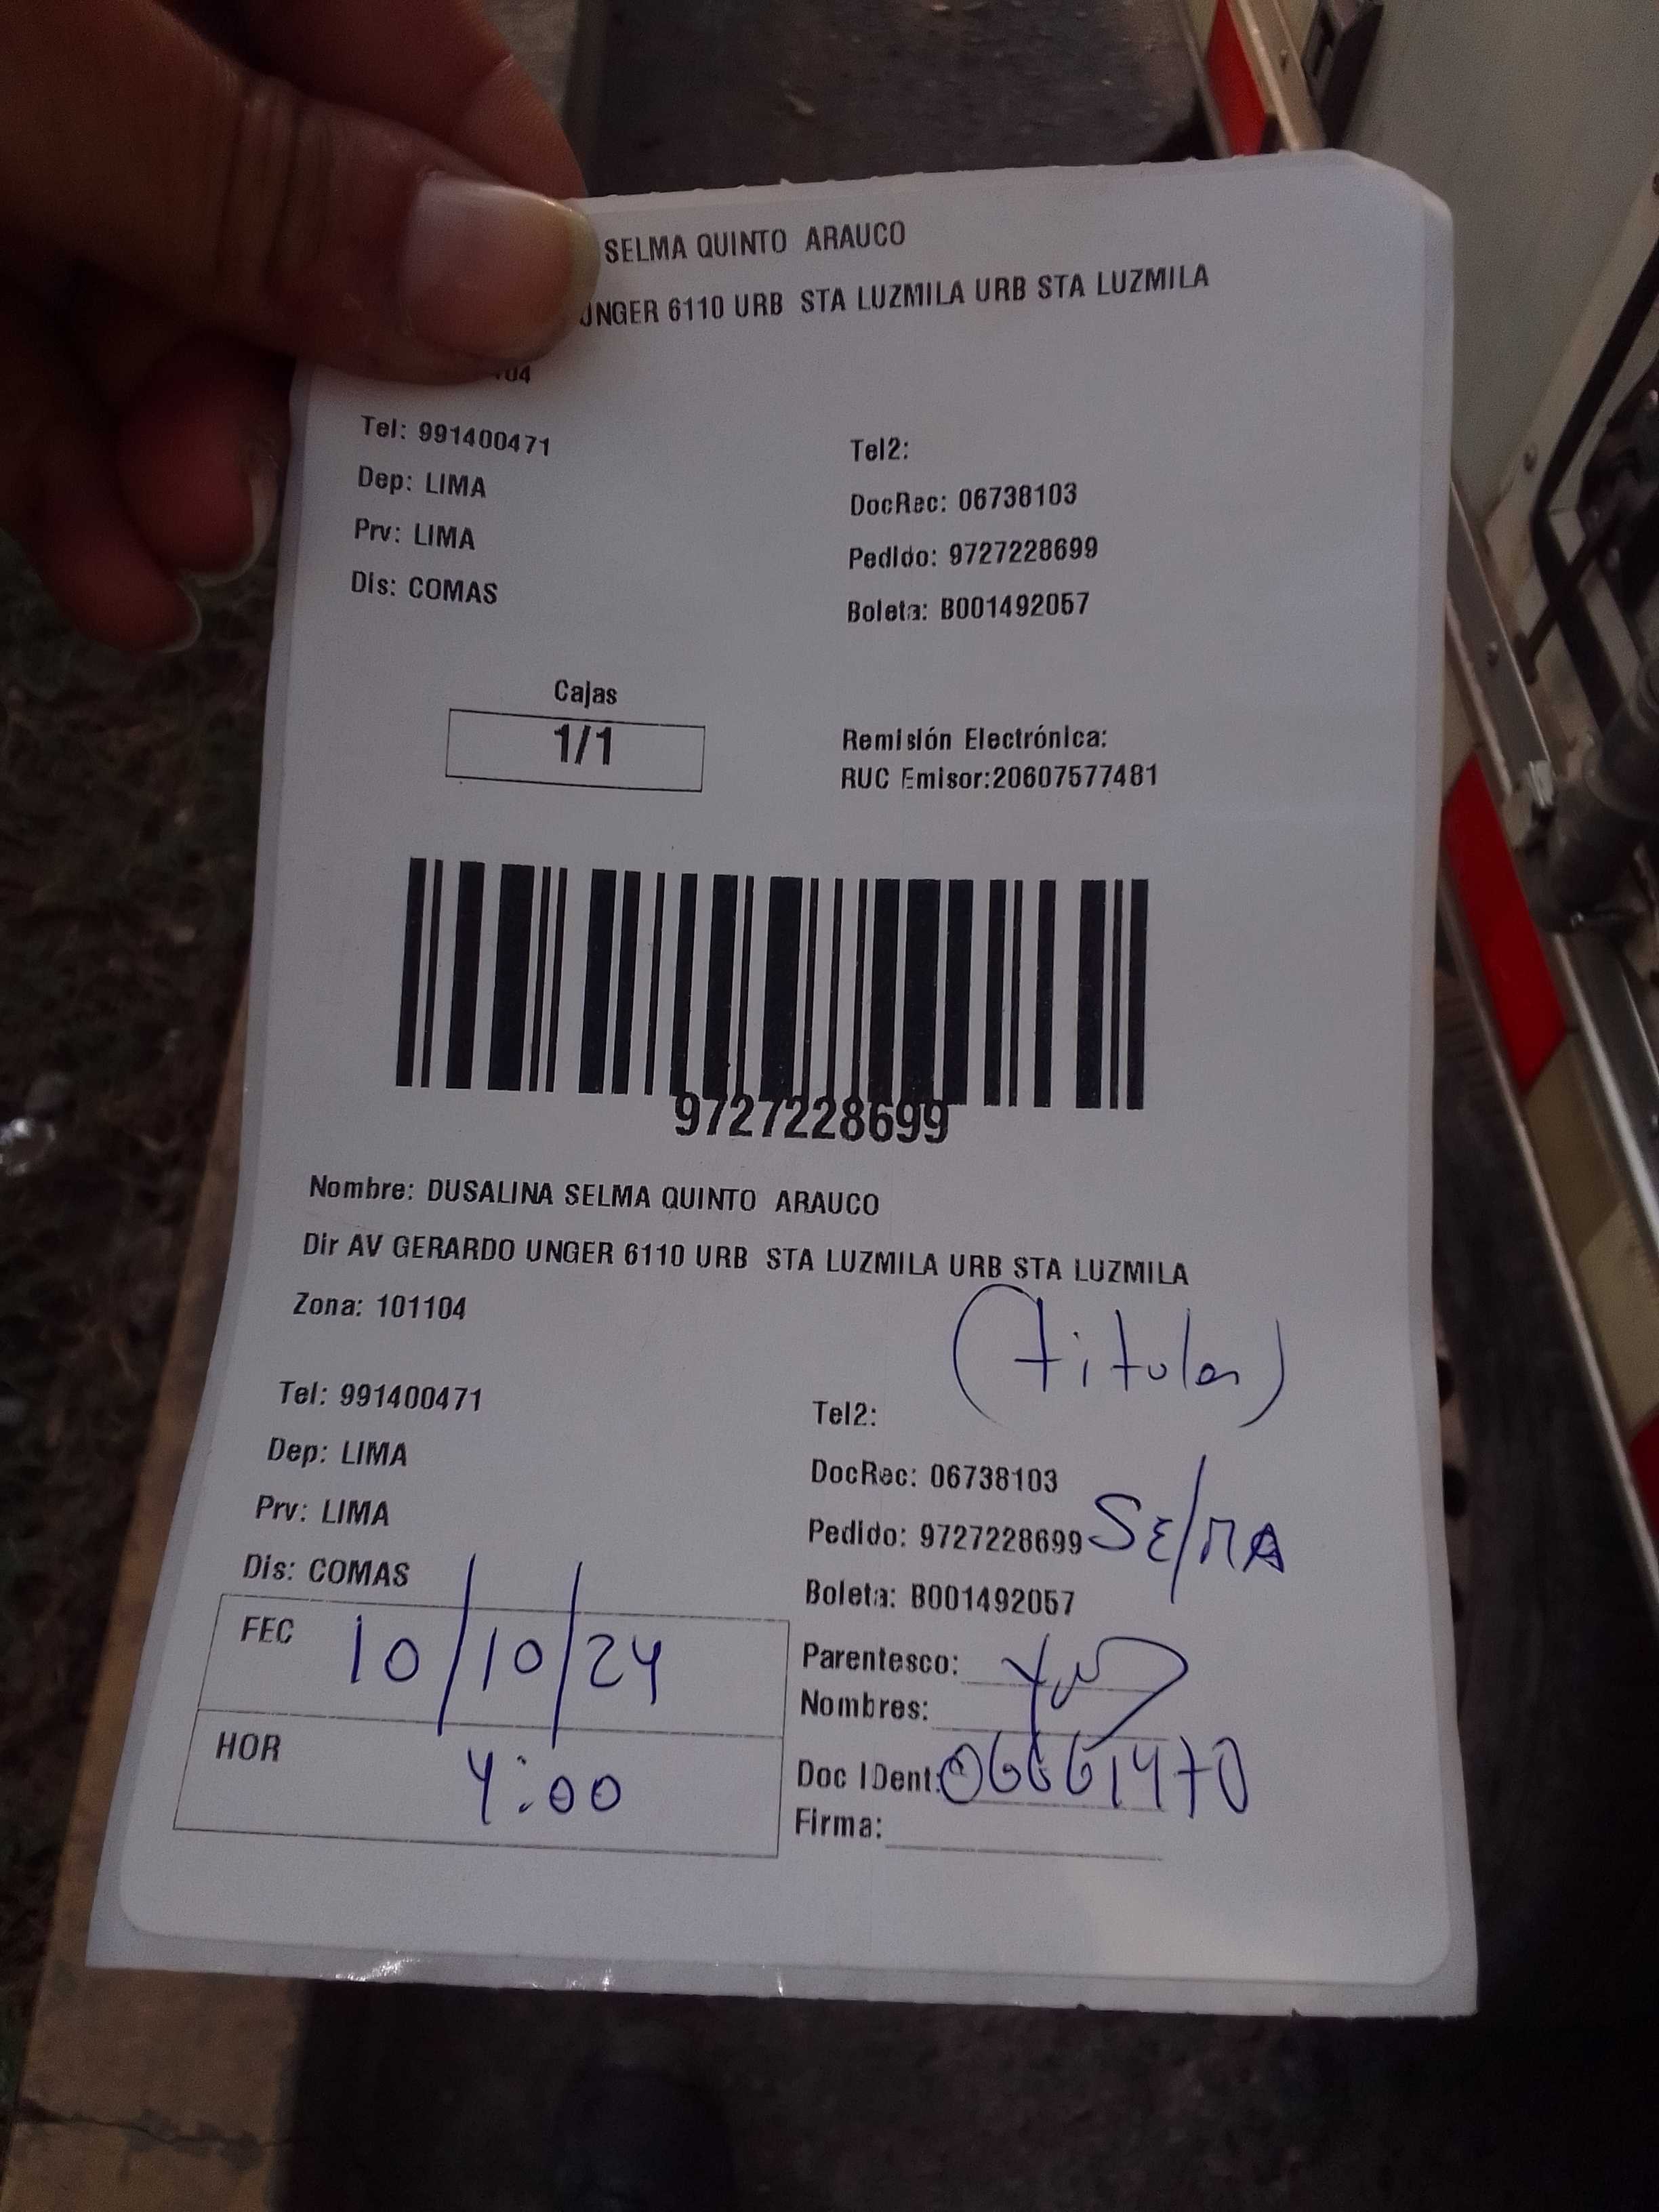 SELMA QUINTO ARAUCO
UNGER 6110 URB STA LUZMILA URB STA LUZMILA
104
Tel: 991400471
Tel2:
Dep: LIMA
DocRec: 06738103
Prv: LIMA
Pedido: 9727228699
Dis: COMAS
Boleta: B001492057
Cajas
1/1
Remisión Electrónica:
RUC Emisor:20607577481
9727228699
Nombre: DUSALINA SELMA QUINTO ARAUCO
Dir AV GERARDO UNGER 6110 URB STA LUZMILA URB STA LUZMILA
Zona: 101104
(titular)
Tel: 991400471
Tel2:
Dep: LIMA
DocRec: 06738103
Prv: LIMA
Pedido: 9727228699 SElMA
Dis: COMAS
Boleta: B001492057
FEC 10/10/24
Parentesco:
Nombres:
HOR 4:00
Doc IDent: 06661470
Firma: